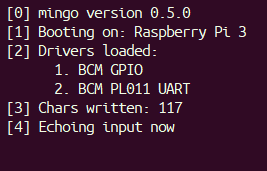 [0] mingo version 0.5.0
[1] Booting on: Raspberry Pi 3
[2] Drivers loaded:
1. BCM GPIO
2. BCM PL011 UART
[3] Chars written: 117
[4] Echoing input now